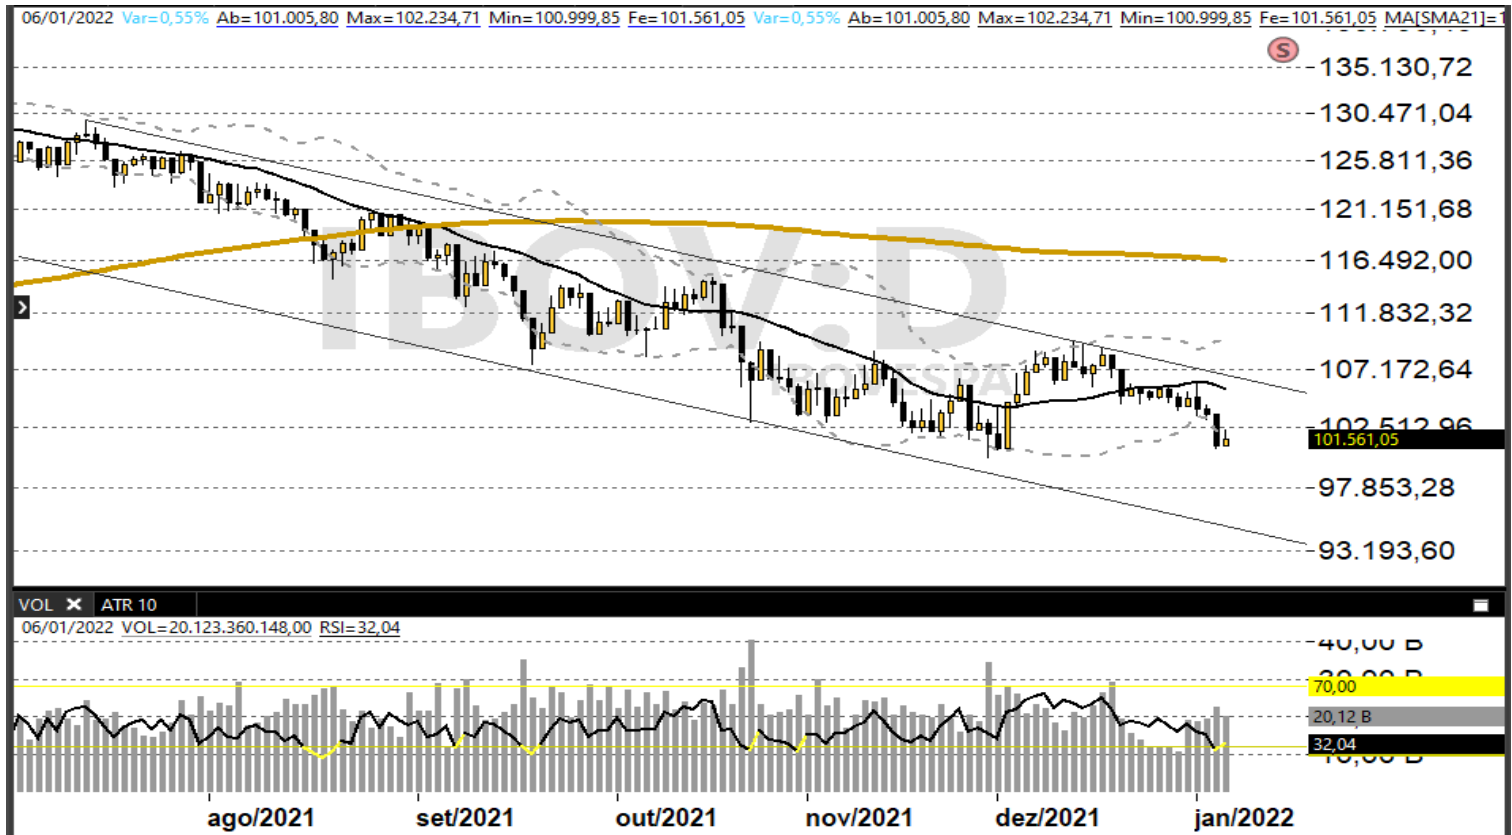 06/01/2022 Var=0,55% Ab=101.005,80 Max=102.234,71 Min=100.999,85 Fe=101.561,05 Var=0,55% Ab=101.005,80 Max=102.234,71 Min=100.999,85 Fe=101.561,05 MA[SMA21]=1
S
135.130,72
130.471,04
125.811,36
121.151,68
116.492,00
111.832,32
107.172,64
102.512,96
101.561,05
97.853,28
93.193,60
IBOV:D
IBOVESPA
VOL ATR 10
06/01/2022 VOL=20.123.360.148,00 RSI=32,04
40,00 B
70,00
20,12 B
32,04
ago/2021 set/2021 out/2021 nov/2021 dez/2021 jan/2022